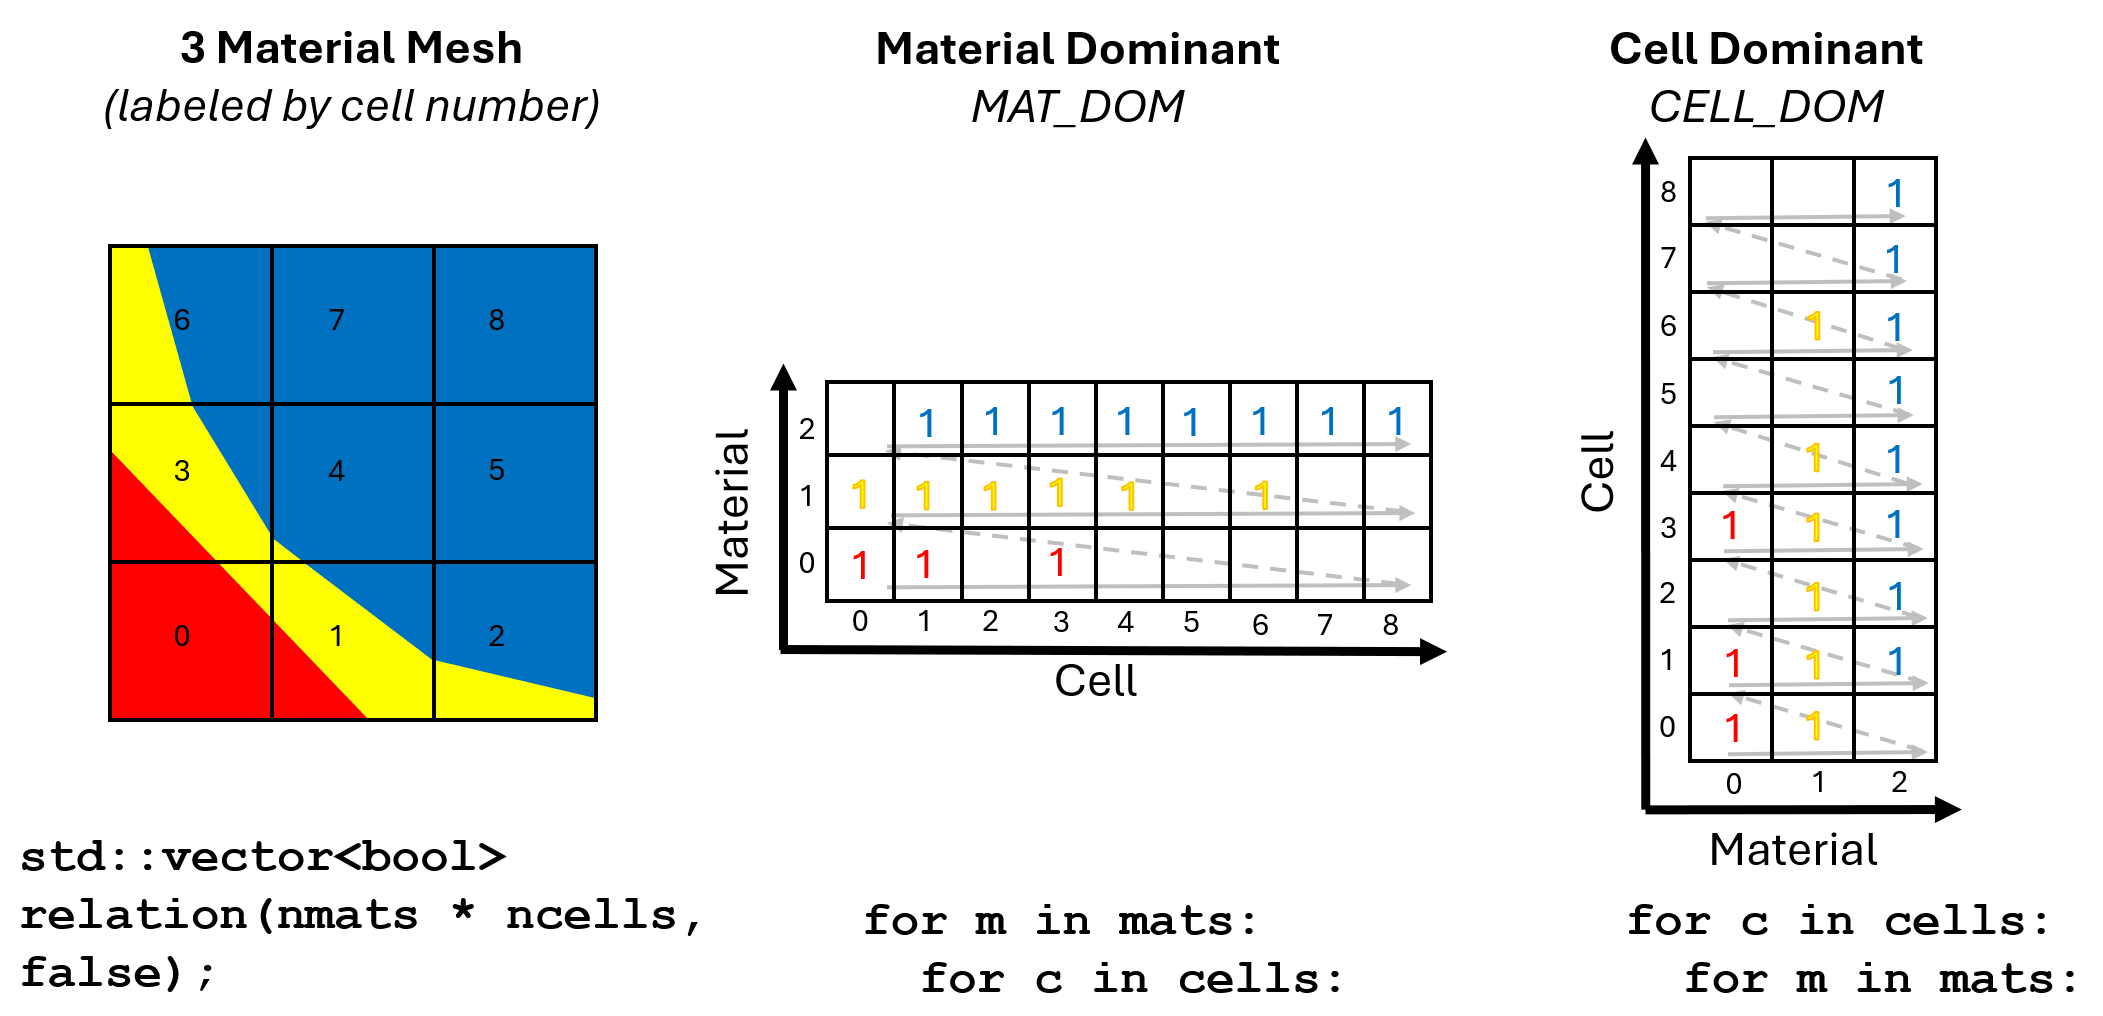 3 Material Mesh
(labeled by cell number)
6 7 8
3 4 5
0 1 2
std::vector<bool>
relation(nmats * ncells,
false);
Material Dominant
MAT_DOM
Material
2 1 1 1 1 1 1 1 1
1 1 1 1 1 1 1
0 1 1 1
0 1 2 3 4 5 6 7 8
Cell
for m in mats:
for c in cells:
Cell Dominant
CELL_DOM
Cell
8 1
7 1
6 1 1
5 1
4 1 1
3 1 1 1
2 1 1
1 1 1 1
0 1 1
0 1 2
Material
for c in cells:
for m in mats: